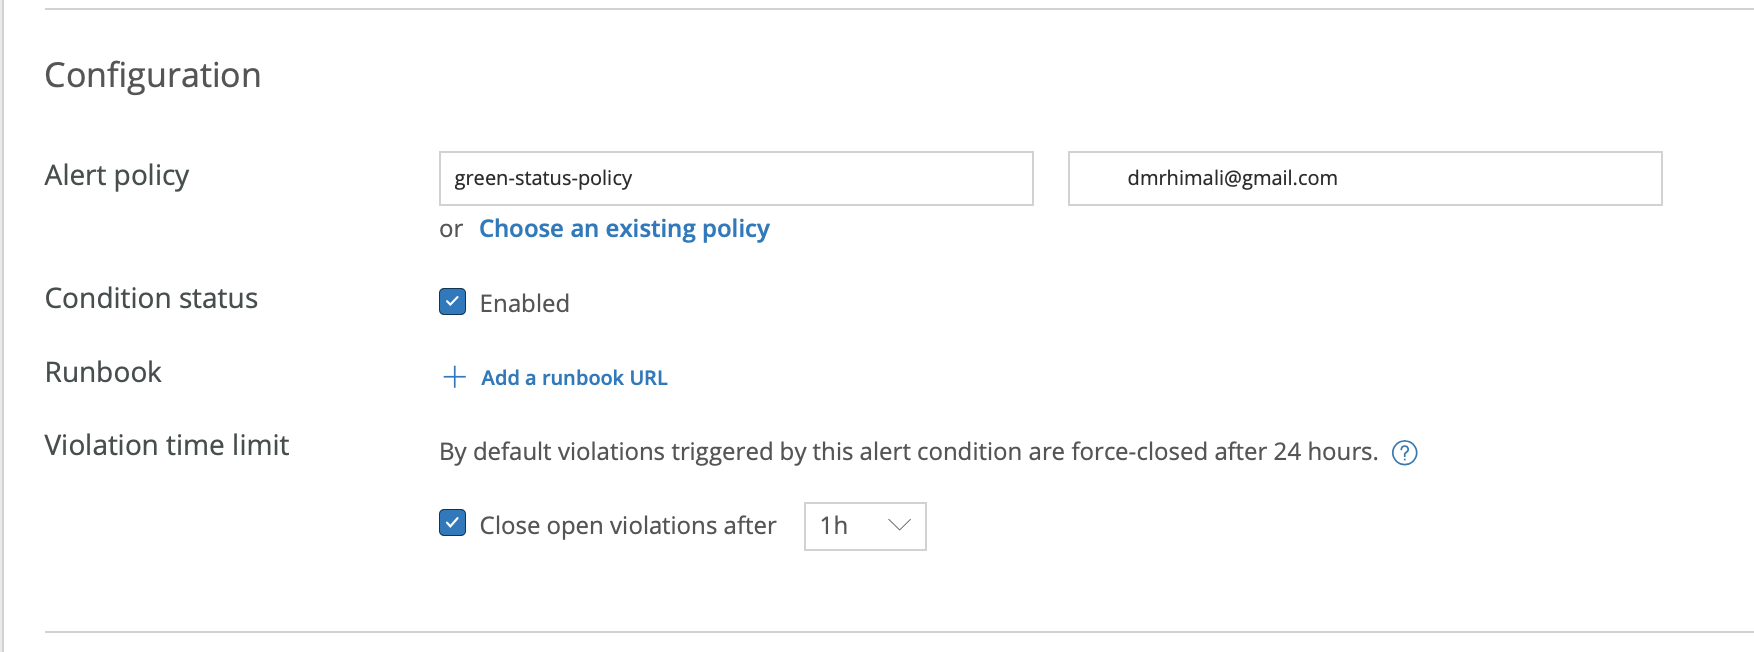 Configuration
Alert policy
green-status-policy
dmrhimali@gmail.com
or Choose an existing policy
Condition status
Enabled
Runbook
Add a runbook URL
Violation time limit
By default violations triggered by this alert condition are force-closed after 24 hours. ?
Close open violations after 1h